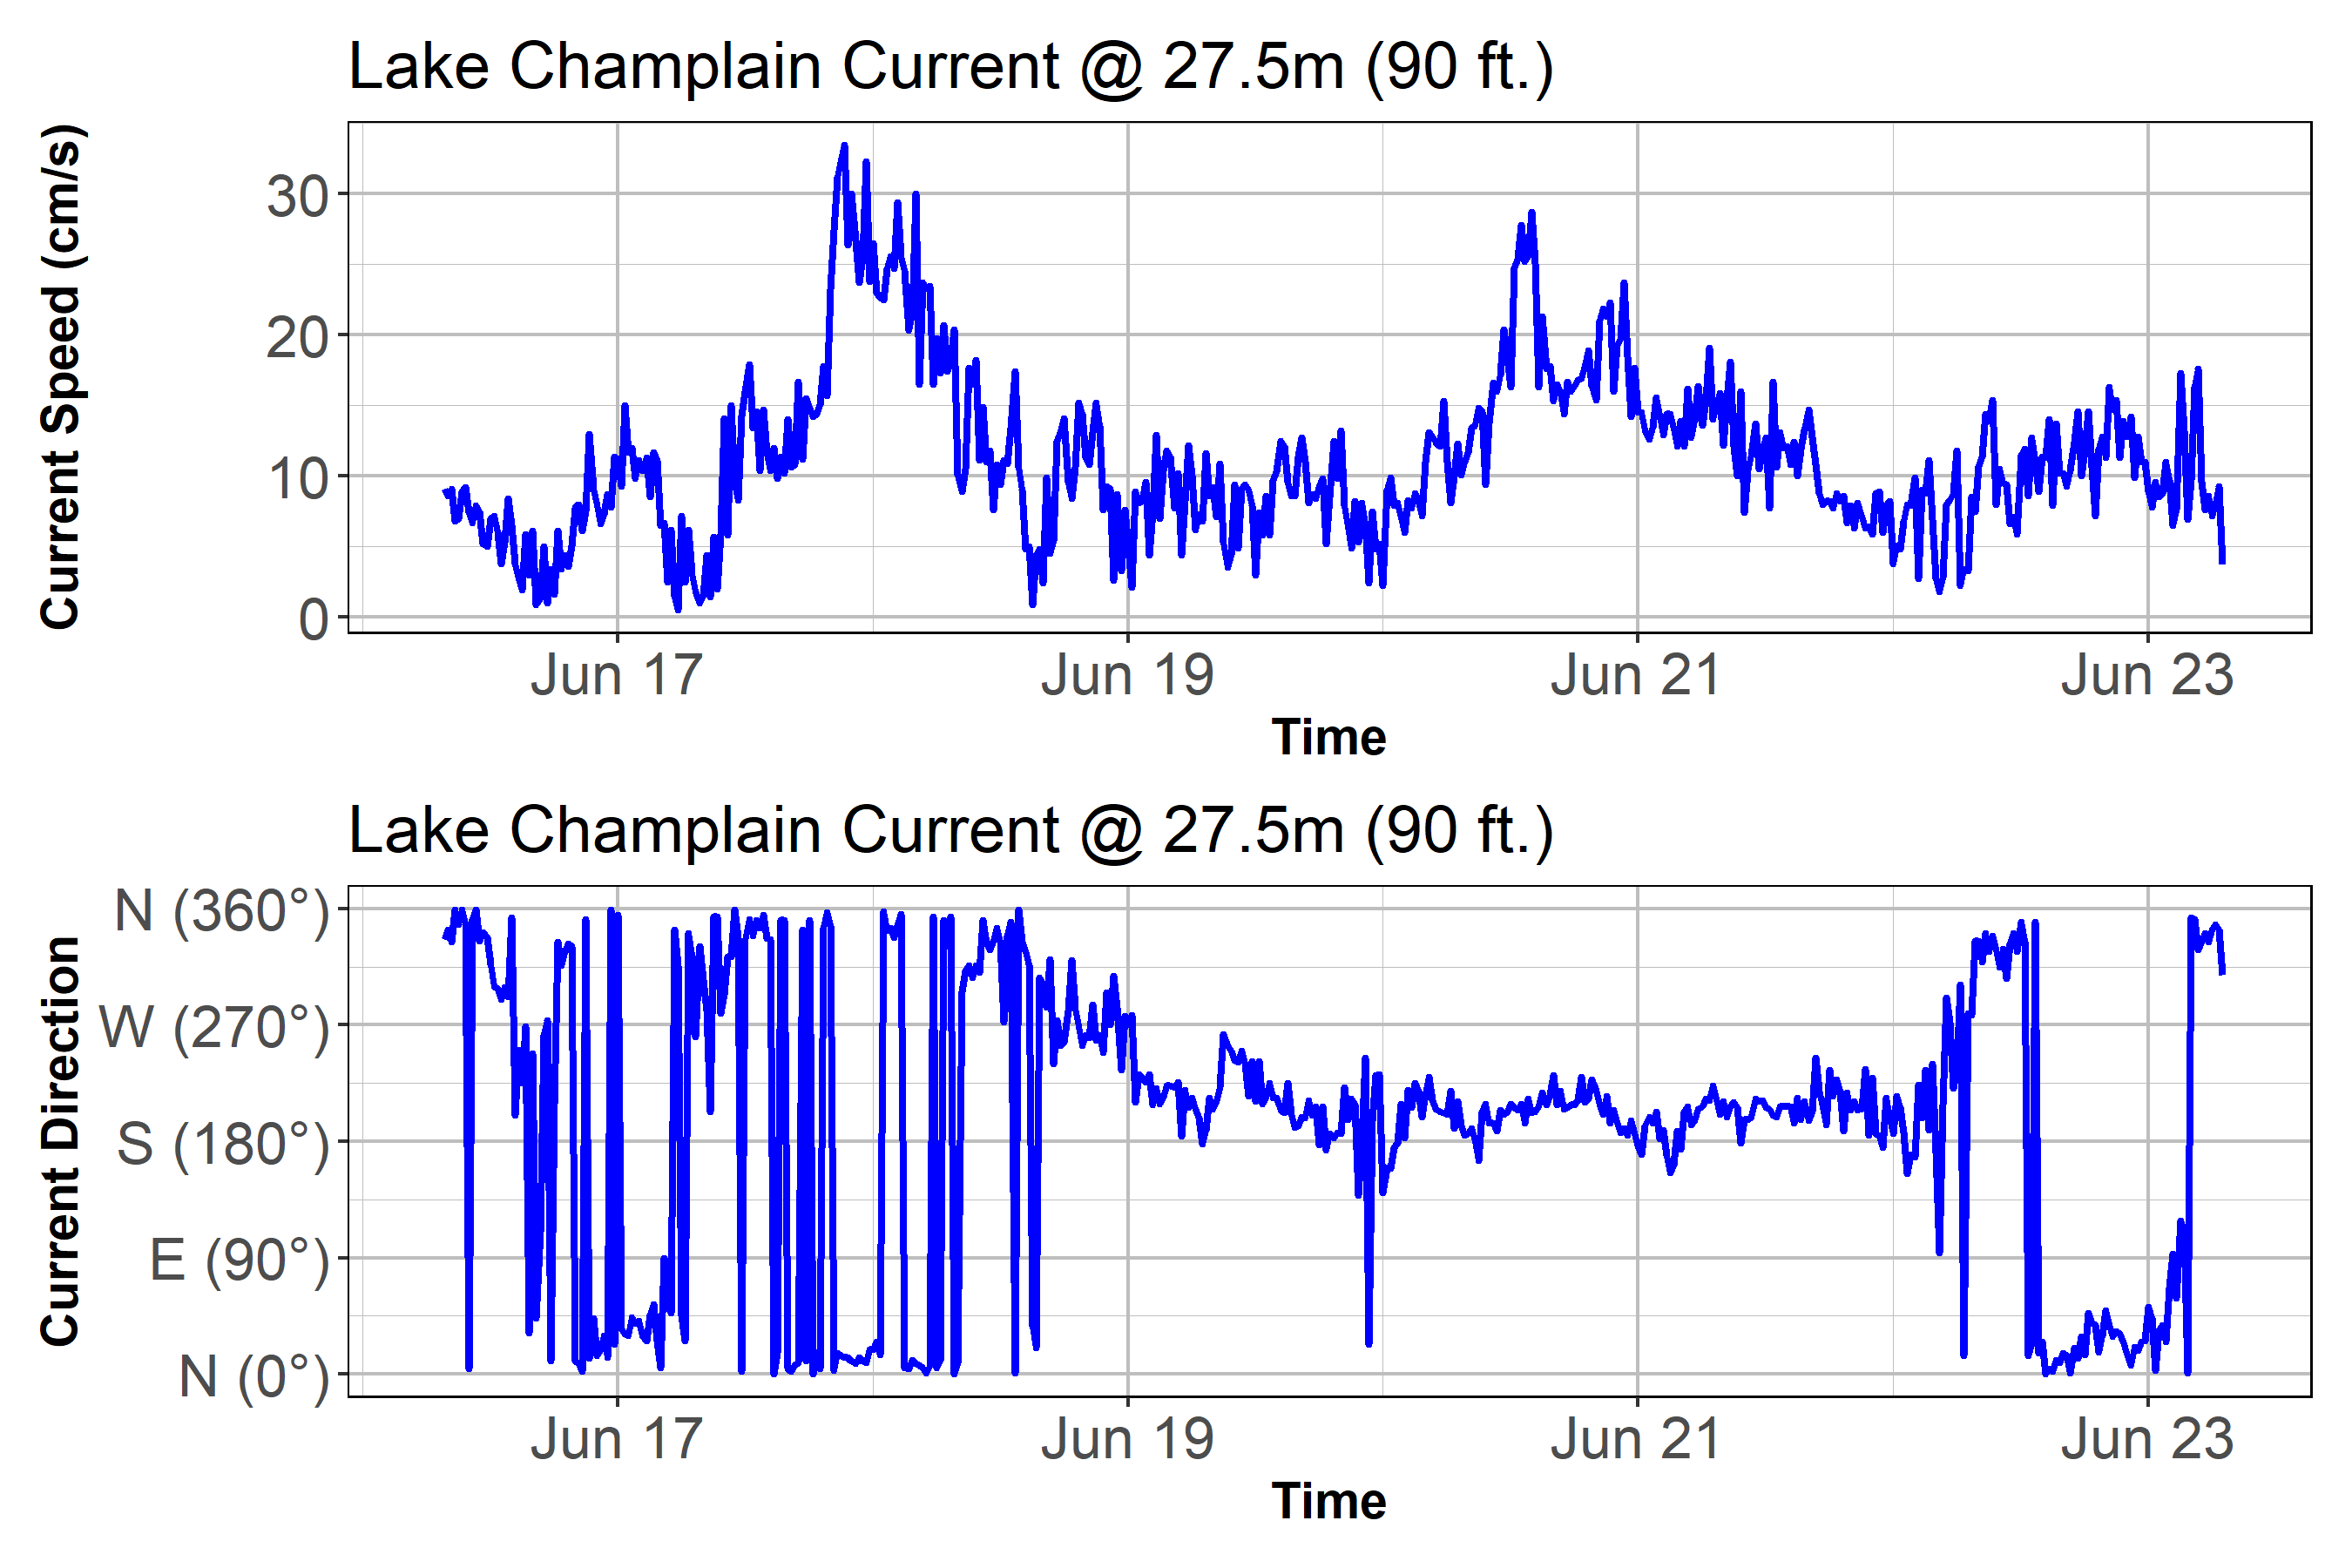 Lake Champlain Current @ 27.5m (90 ft.)
Current Speed (cm/s)
30
20
10
0
Jun 17 Jun 19 Jun 21 Jun 23
Time
Lake Champlain Current @ 27.5m (90 ft.)
Current Direction
N (360°)
W (270°)
S (180°)
E (90°)
N (0°)
Jun 17 Jun 19 Jun 21 Jun 23
Time